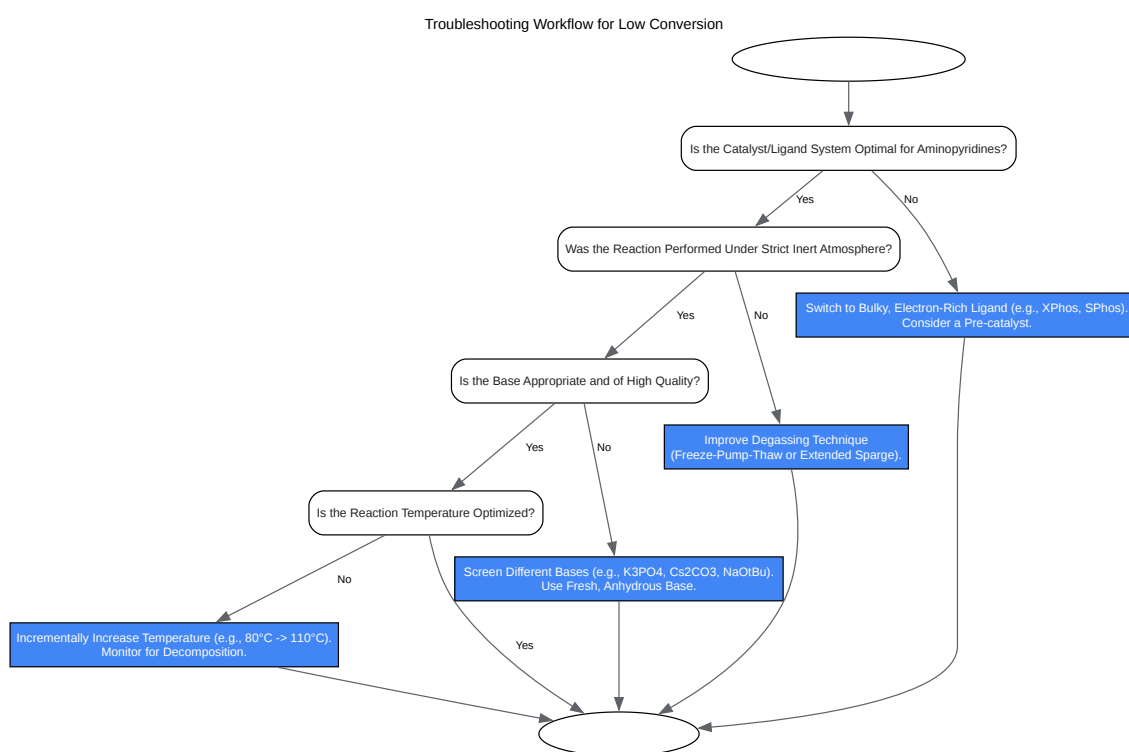 Troubleshooting Workflow for Low Conversion
Is the Catalyst/Ligand System Optimal for Aminopyridines?
Yes
No
Was the Reaction Performed Under Strict Inert Atmosphere?
Switch to Bulky, Electron-Rich Ligand (e.g., XPhos, SPhos).
Consider a Pre-catalyst.
Yes
No
Is the Base Appropriate and of High Quality?
Improve Degassing Technique
(Freeze-Pump-Thaw or Extended Sparge).
Yes
No
Is the Reaction Temperature Optimized?
Screen Different Bases (e.g., K3PO4, Cs2CO3, NaOtBu).
Use Fresh, Anhydrous Base.
No
Incrementally Increase Temperature (e.g., 80°C -> 110°C).
Monitor for Decomposition.
Yes